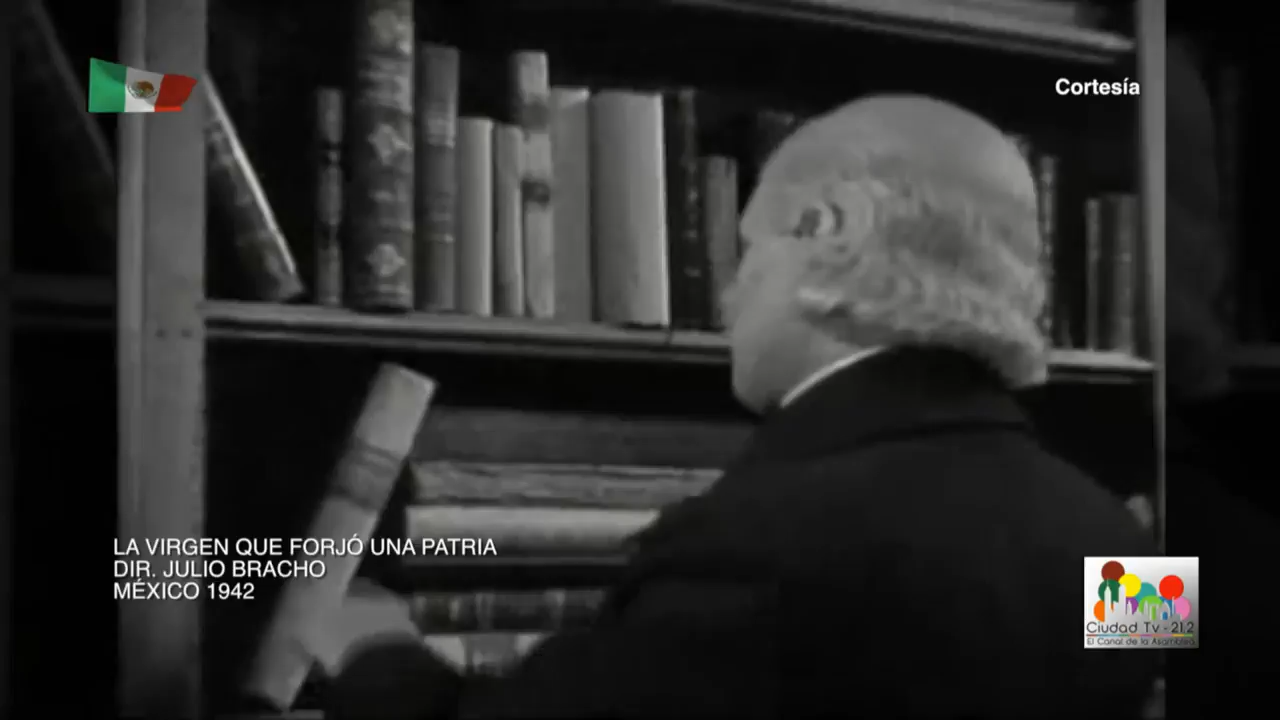 Cortesía
LA VIRGEN QUE FORJÓ UNA PATRIA
DIR. JULIO BRACHO
MÉXICO 1942
Ciudad Tv - 21.2
El Canal de la Asamblea